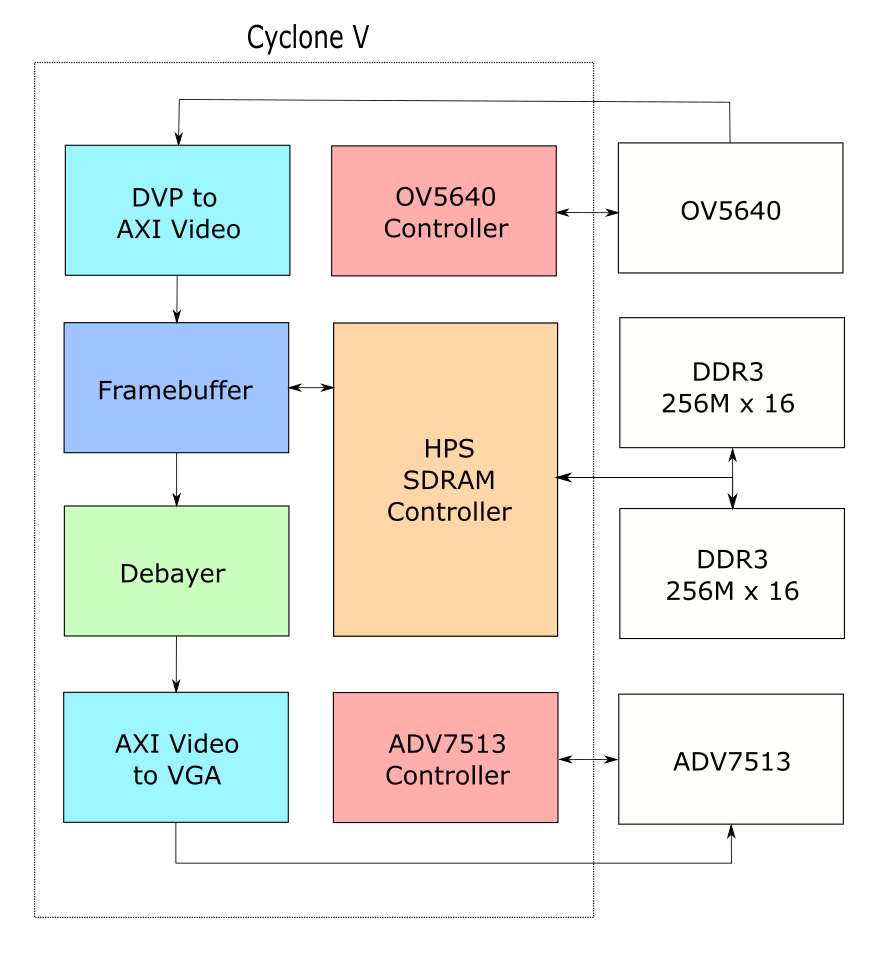 Cyclone V
DVP to
AXI Video
OV5640
Controller
OV5640
Framebuffer
HPS
SDRAM
Controller
DDR3
256M x 16
DDR3
256M x 16
Debayer
AXI Video
to VGA
ADV7513
Controller
ADV7513